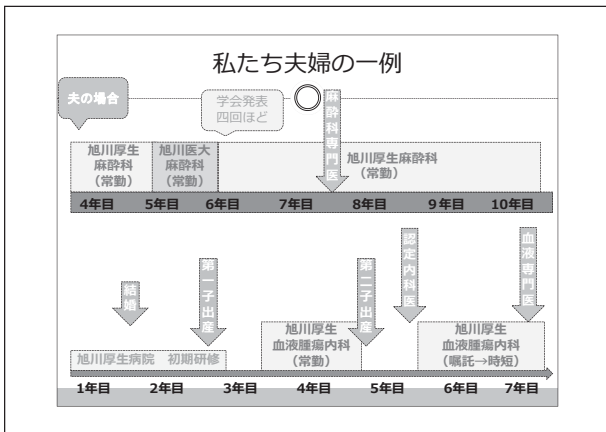 私たち夫婦の一例
夫の場合
学会発表
四回ほど
麻酔科専門医
旭川厚生
麻酔科
(常勤)
旭川医大
麻酔科
(常勤)
旭川厚生麻酔科
(常勤)
4年目 5年目 6年目 7年目 8年目 9年目 10年目
結婚
第一子出産
第二子出産
認定内科医
血液専門医
旭川厚生病院 初期研修
旭川厚生
血液腫瘍内科
(常勤)
旭川厚生
血液腫瘍内科
(嘱託→時短)
1年目 2年目 3年目 4年目 5年目 6年目 7年目